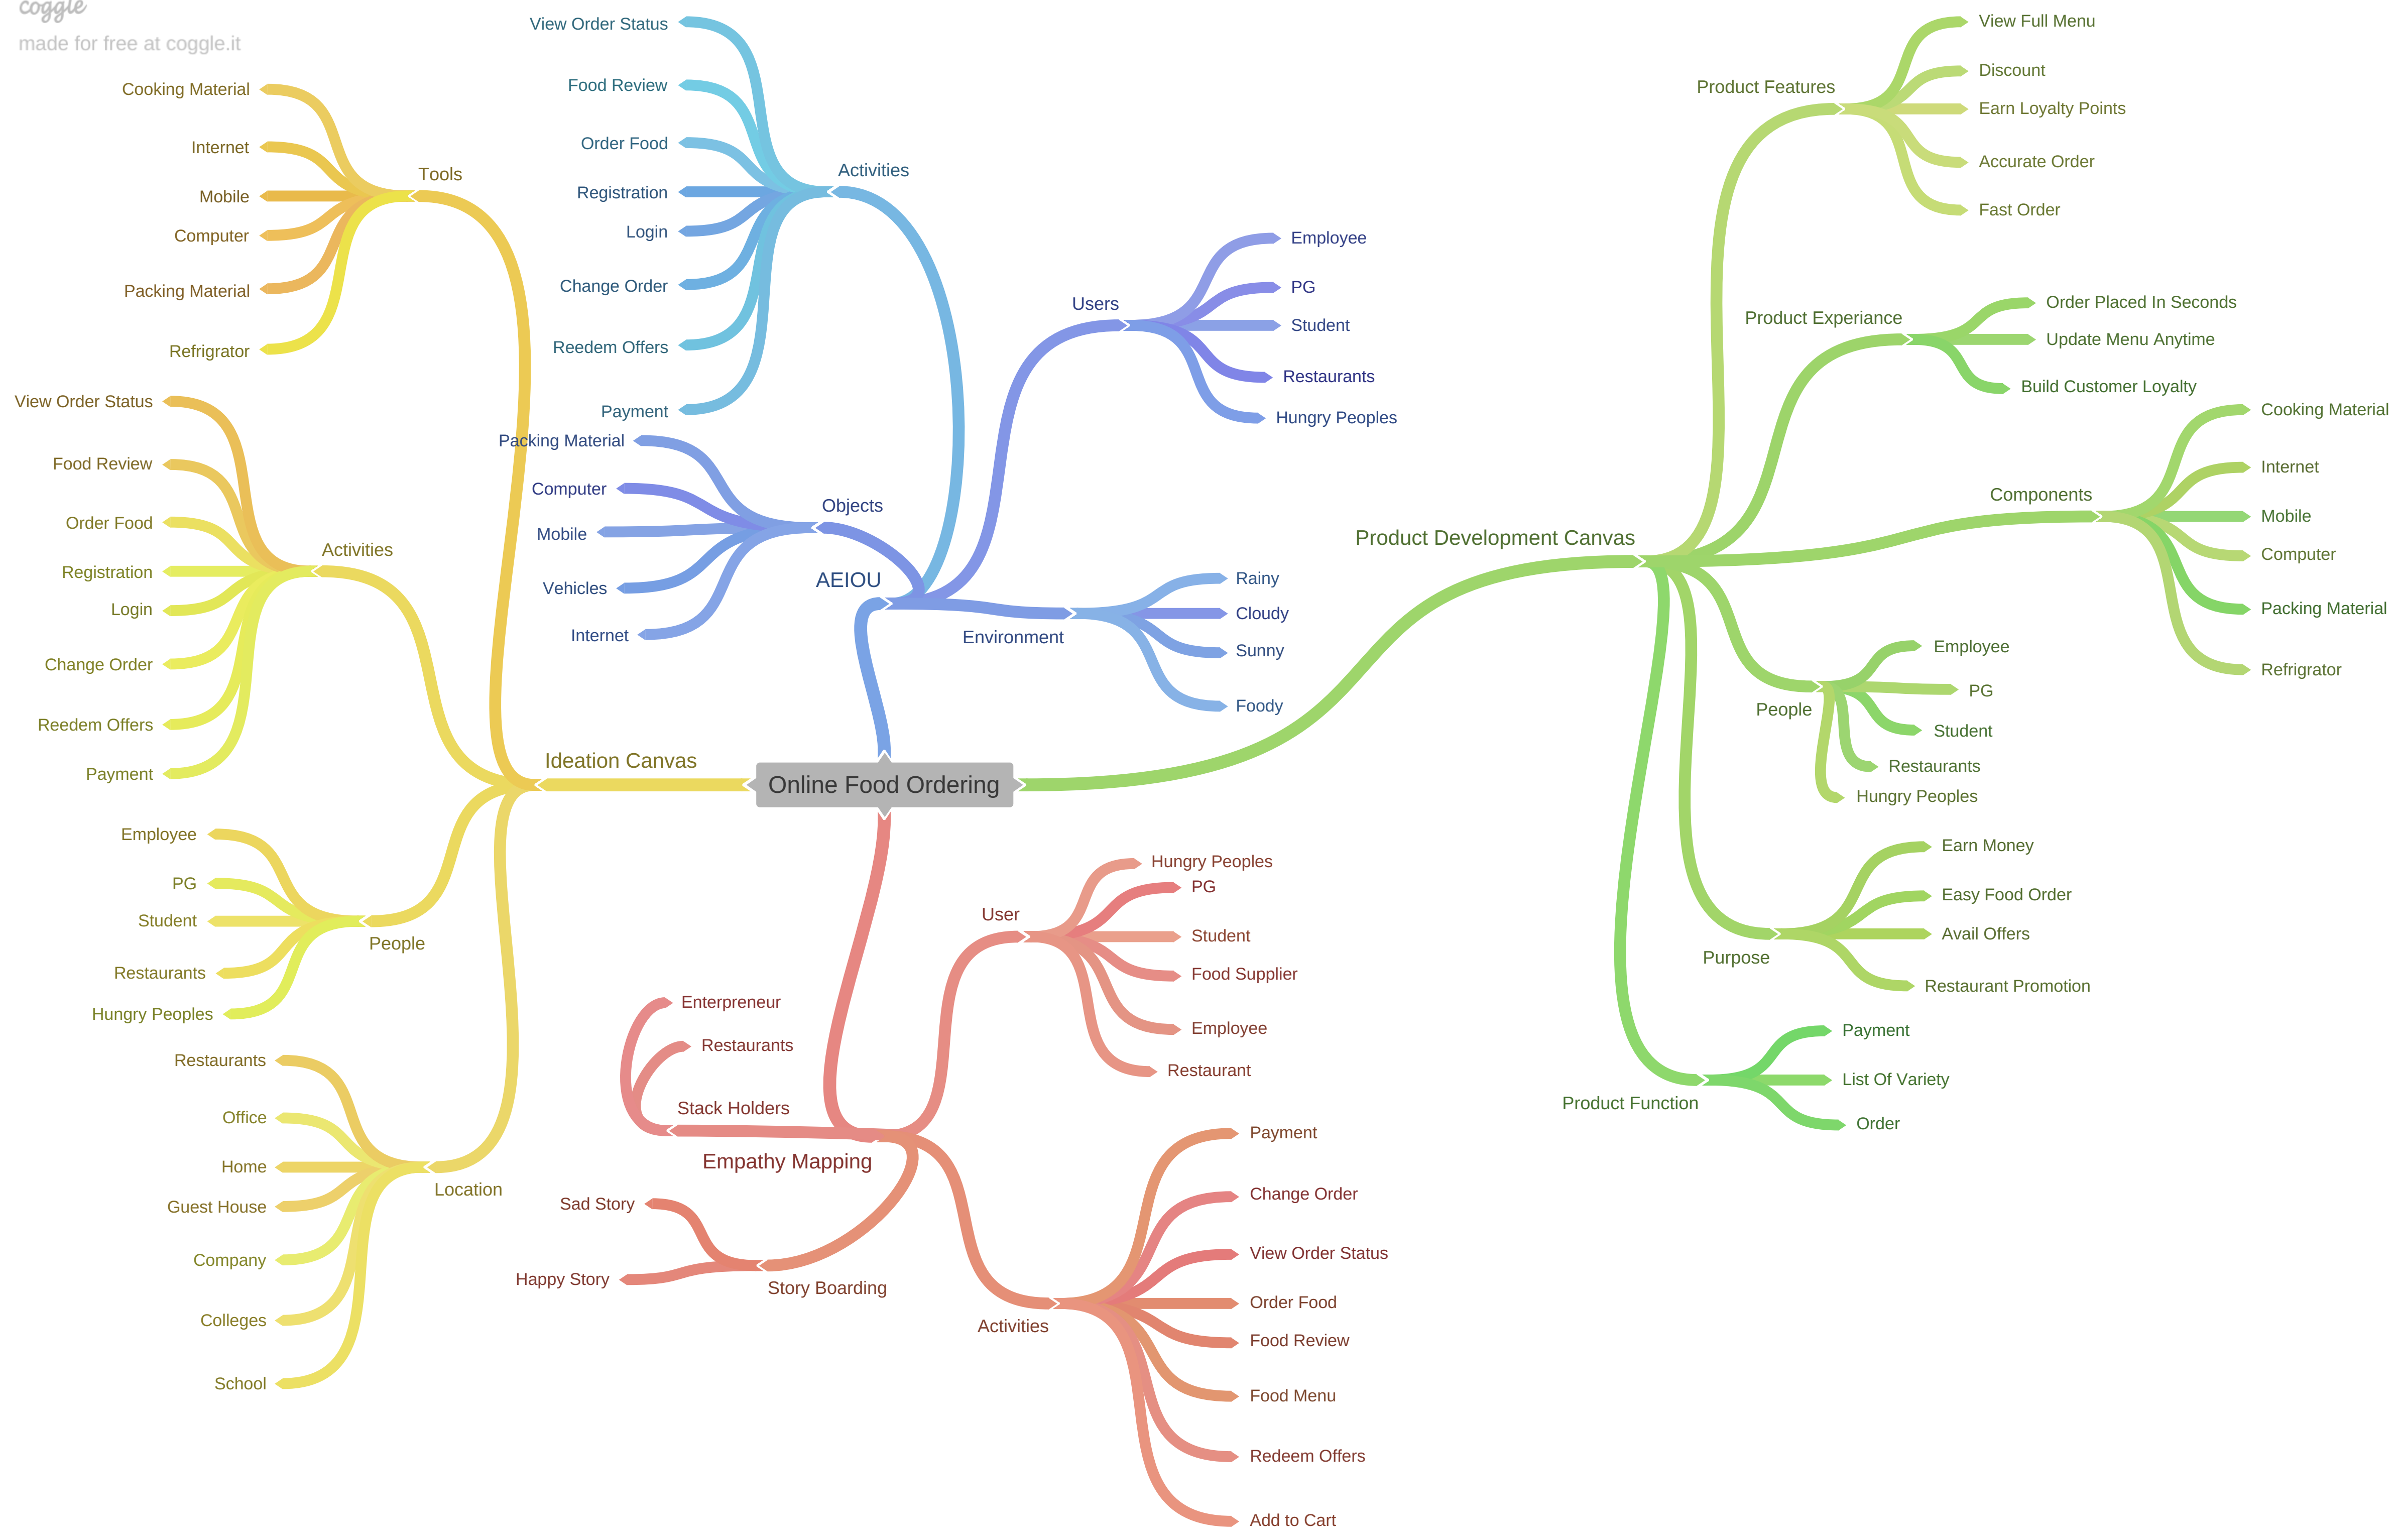 coggle
made for free at coggle.it
Online Food Ordering
Ideation Canvas
Tools
Cooking Material
Internet
Mobile
Computer
Packing Material
Refrigrator
Activities
View Order Status
Food Review
Order Food
Registration
Login
Change Order
Reedem Offers
Payment
People
Employee
PG
Student
Restaurants
Hungry Peoples
Location
Restaurants
Office
Home
Guest House
Company
Colleges
School
AEIOU
Activities
View Order Status
Food Review
Order Food
Registration
Login
Change Order
Reedem Offers
Payment
Objects
Packing Material
Computer
Mobile
Vehicles
Internet
Users
Employee
PG
Student
Restaurants
Hungry Peoples
Environment
Rainy
Cloudy
Sunny
Foody
Empathy Mapping
User
Hungry Peoples
PG
Student
Food Supplier
Employee
Restaurant
Stack Holders
Enterpreneur
Restaurants
Story Boarding
Sad Story
Happy Story
Activities
Payment
Change Order
View Order Status
Order Food
Food Review
Food Menu
Redeem Offers
Add to Cart
Product Development Canvas
Product Features
View Full Menu
Discount
Earn Loyalty Points
Accurate Order
Fast Order
Product Experiance
Order Placed In Seconds
Update Menu Anytime
Build Customer Loyalty
Components
Cooking Material
Internet
Mobile
Computer
Packing Material
Refrigrator
People
Employee
PG
Student
Restaurants
Hungry Peoples
Purpose
Earn Money
Easy Food Order
Avail Offers
Restaurant Promotion
Product Function
Payment
List Of Variety
Order